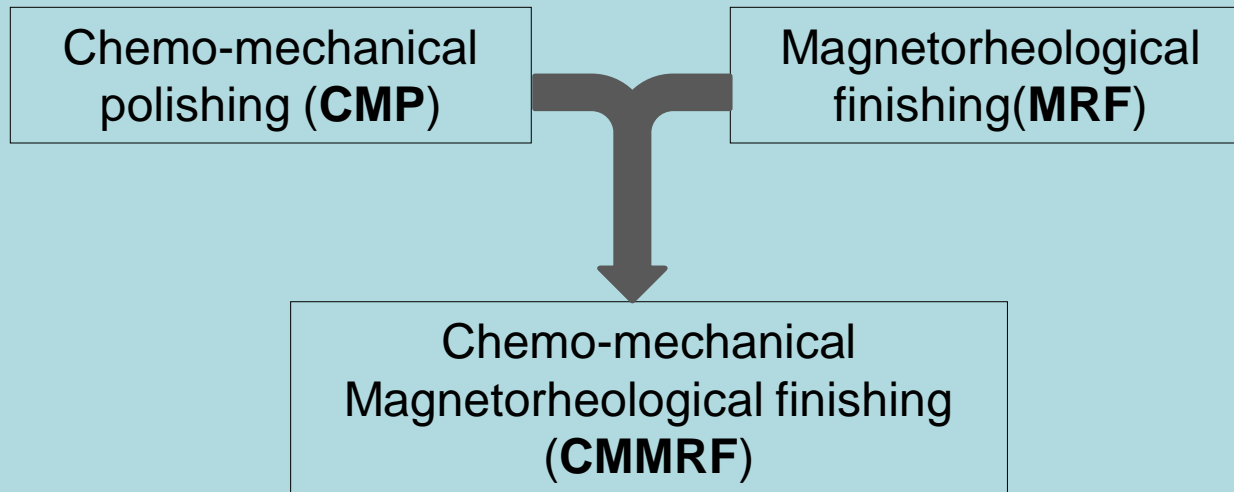 Chemo-mechanical
polishing (CMP)
Magnetorheological
finishing(MRF)
Chemo-mechanical
Magnetorheological finishing
(CMMRF)